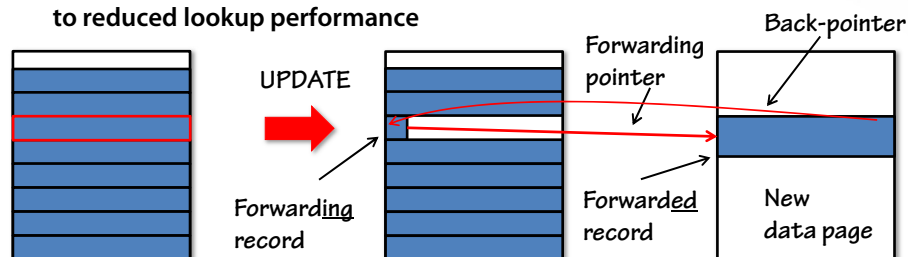 to reduced lookup performance
Back-pointer
Forwarding
pointer
UPDATE
Forwarding
record
Forwarded
record
New
data page